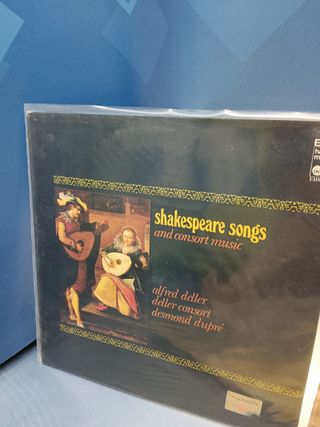 shakespeare songs
and consort music
alfred deller
deller consort
desmond dupré